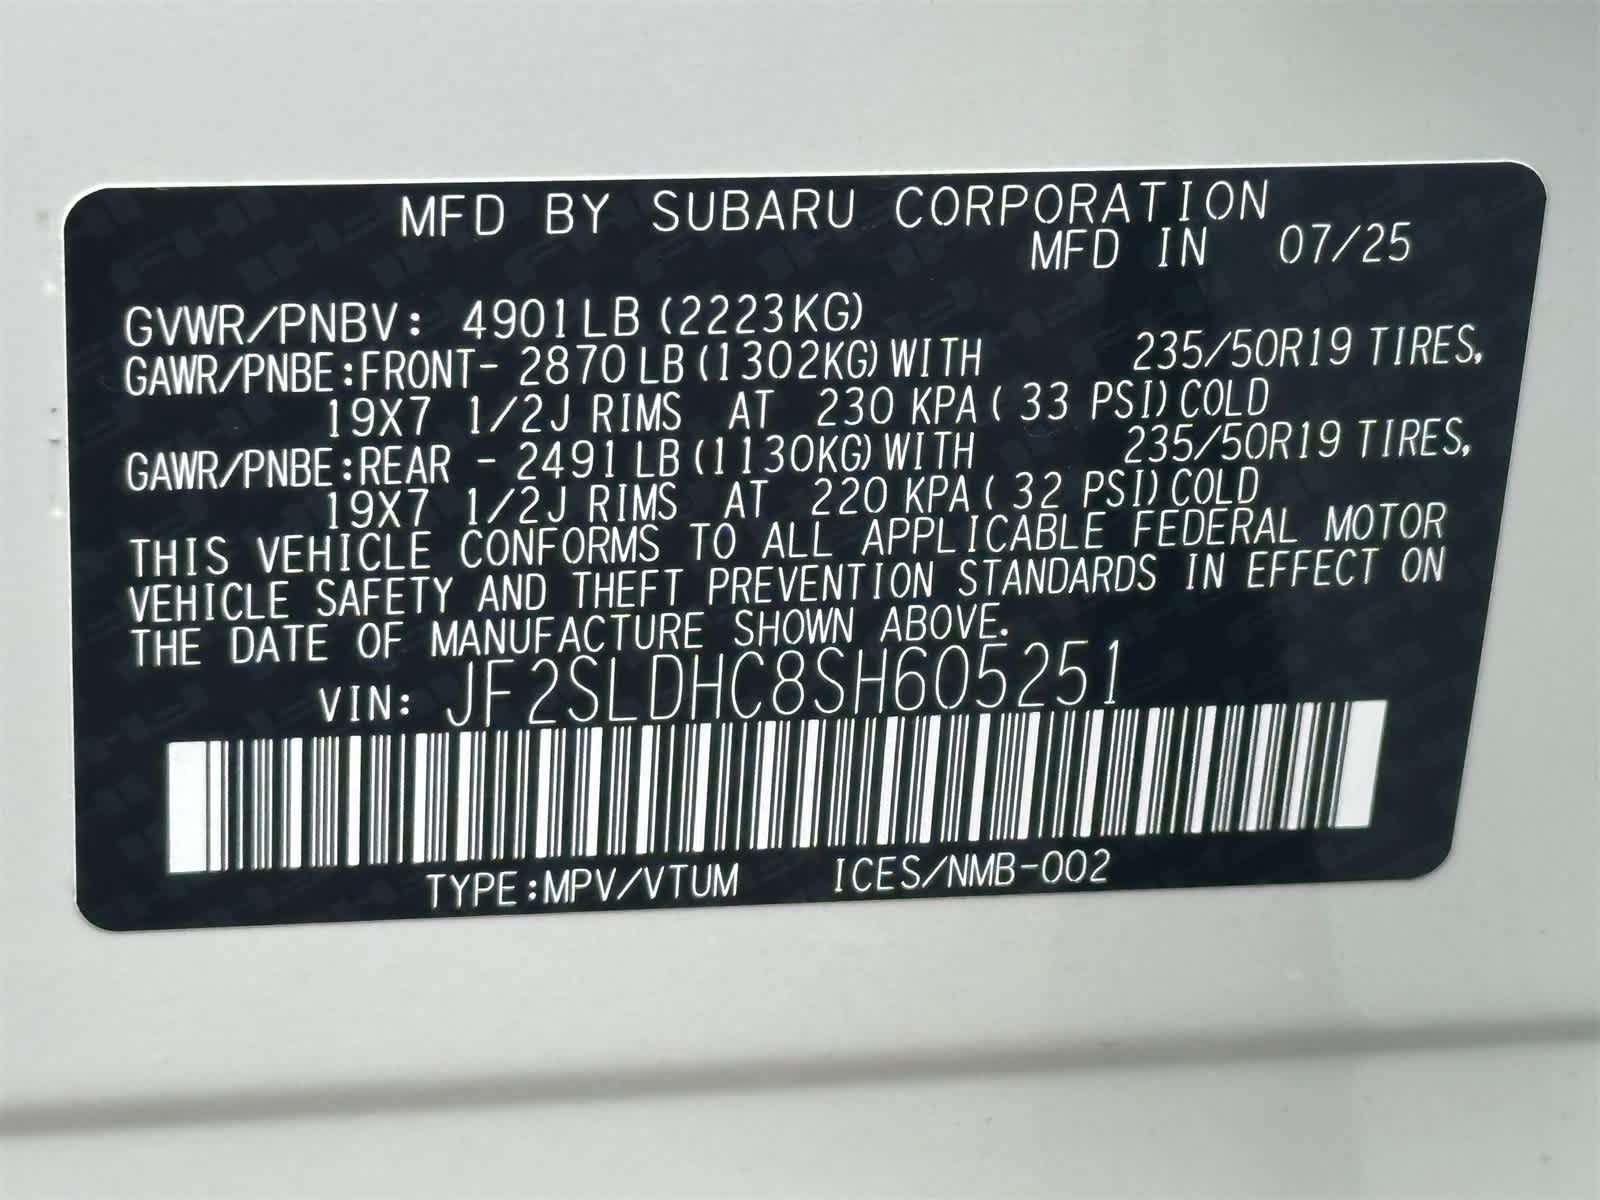 MFD BY SUBARU CORPORATION
MFD IN 07/25
GVWR/PNBV: 4901LB (2223KG)
GAWR/PNBE:FRONT- 2870LB(1302KG)WITH 235/50R19 TIRES,
19X7 1/2J RIMS AT 230 KPA( 33 PSI)COLD
GAWR/PNBE:REAR - 2491LB(1130KG)WITH 235/50R19 TIRES,
19X7 1/2J RIMS AT 220 KPA( 32 PSI)COLD
THIS VEHICLE CONFORMS TO ALL APPLICABLE FEDERAL MOTOR
VEHICLE SAFETY AND THEFT PREVENTION STANDARDS IN EFFECT ON
THE DATE OF MANUFACTURE SHOWN ABOVE.
VIN: JF2SLDHC8SH605251
TYPE:MPV/VTUM ICES/NMB-002